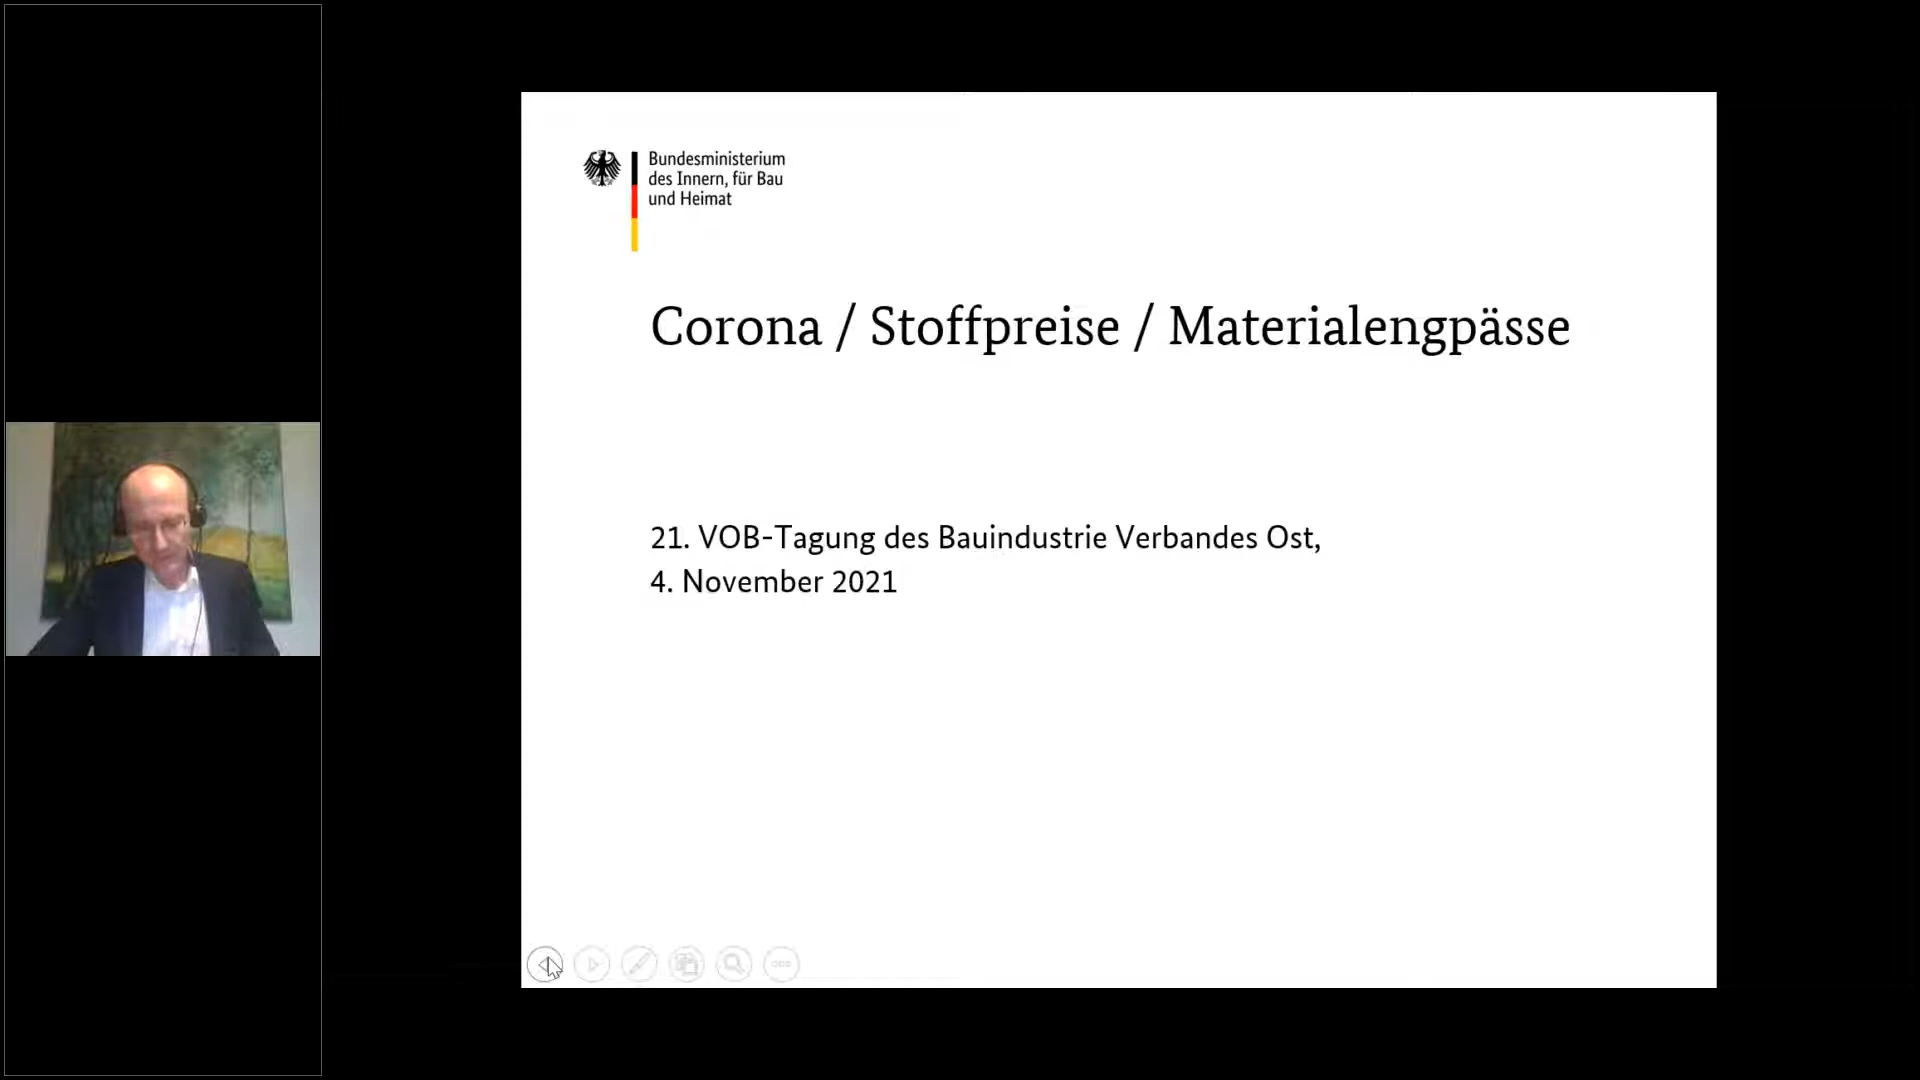 Bundesministerium
des Innern, für Bau
und Heimat
Corona / Stoffpreise / Materialengpässe
21. VOB-Tagung des Bauindustrie Verbandes Ost,
4. November 2021